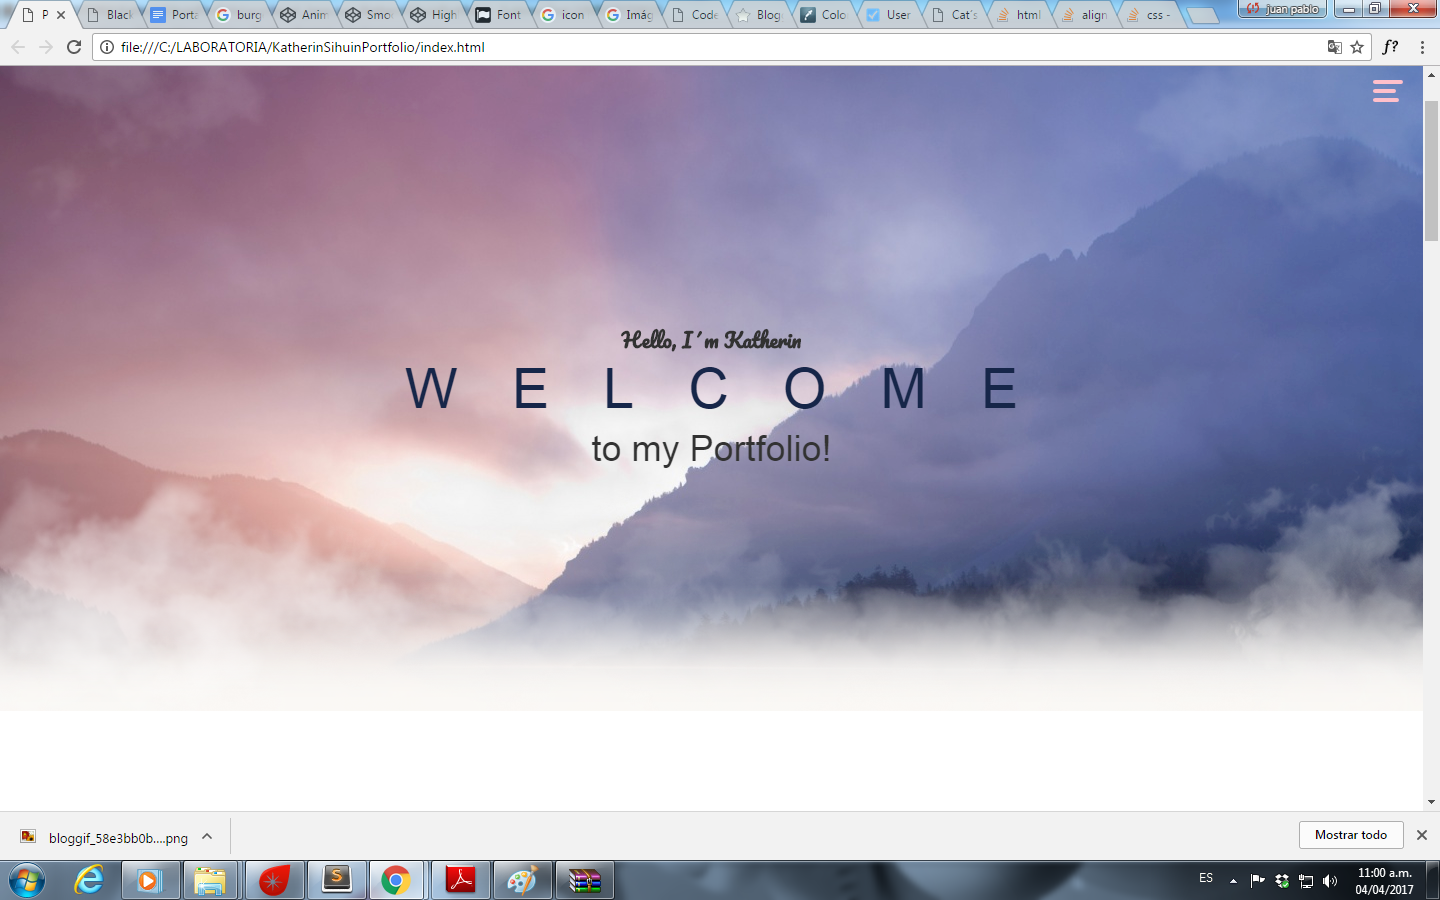 P
Black
Porta
burg
Anim
Smoo
High
Font
icon
Imág
Code
Blog
Colo
User
Cat's
html
align
css -
juan pablo
file:///C:/LABORATORIA/KatherinSihuinPortfolio/index.html
f?
Hello, I´m Katherin
W E L C O M E
to my Portfolio!
bloggif_58e3bb0b....png
Mostrar todo
ES
11:00 a.m.
04/04/2017